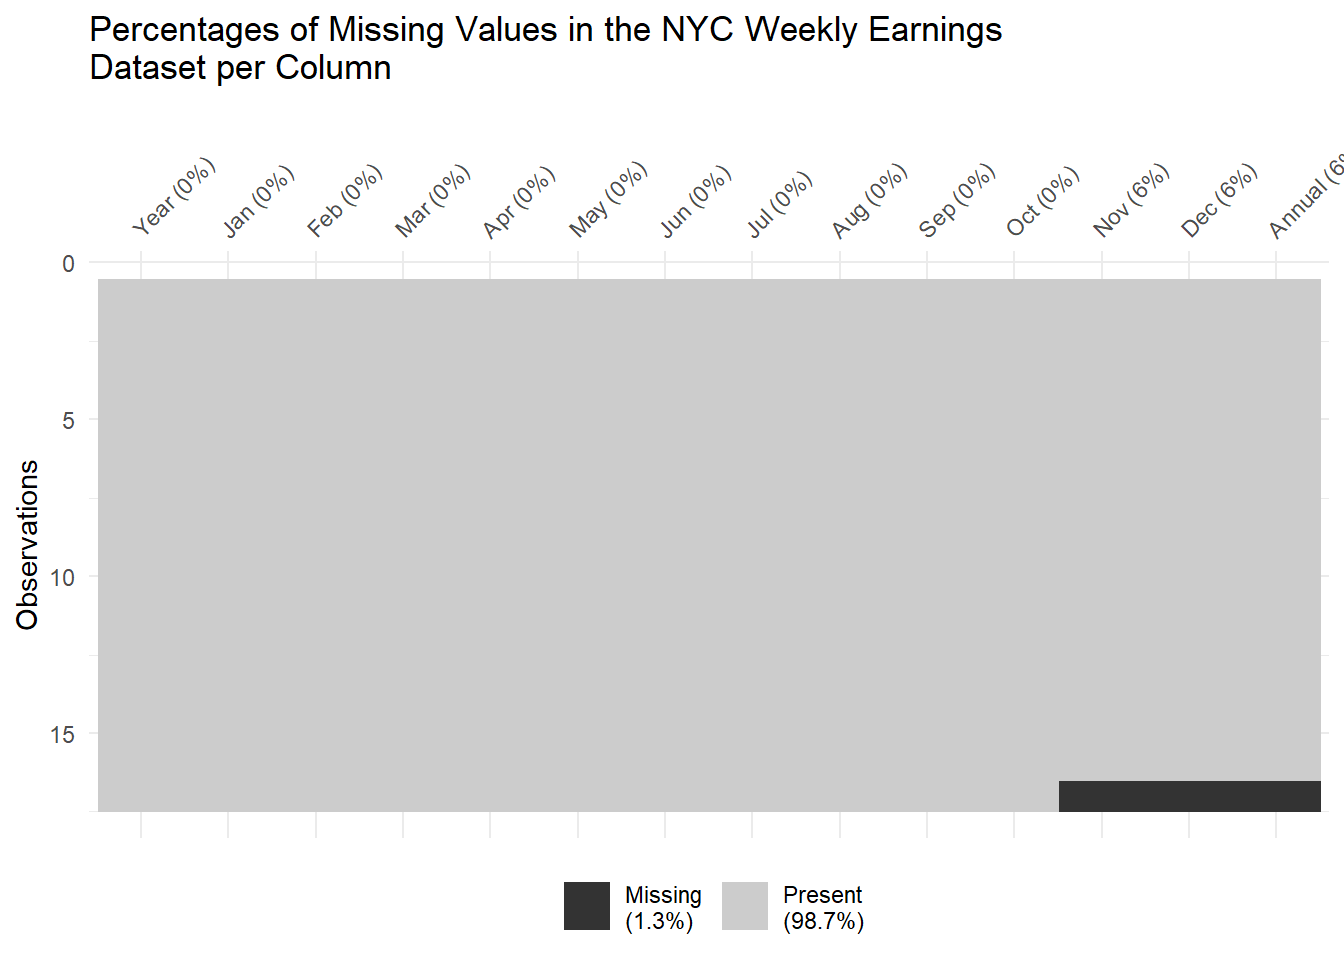 Percentages of Missing Values in the NYC Weekly Earnings
Dataset per Column
Year (0%)
Jan (0%)
Feb (0%)
Mar (0%)
Apr (0%)
May (0%)
Jun (0%)
Jul (0%)
Aug (0%)
Sep (0%)
Oct (0%)
Nov (6%)
Dec (6%)
Annual (6%
0
5
10
15
Observations
Missing
(1.3%)
Present
(98.7%)